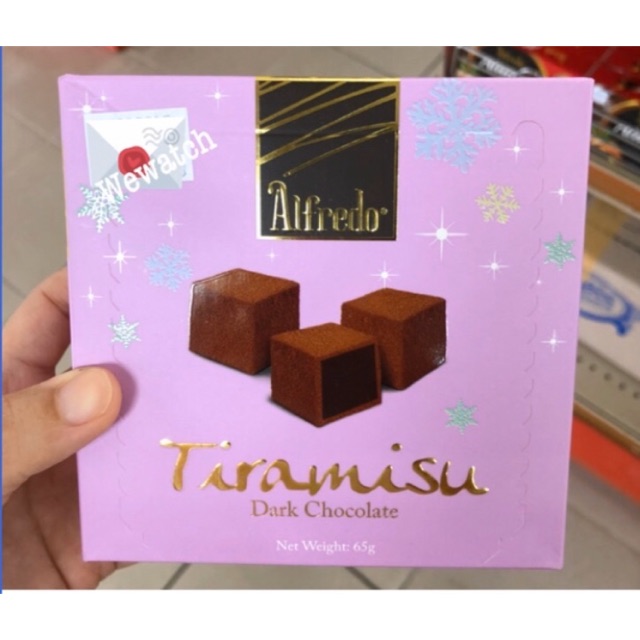 Wewatch
Alfredo®
Tiramisu
Dark Chocolate
Net Weight: 65g